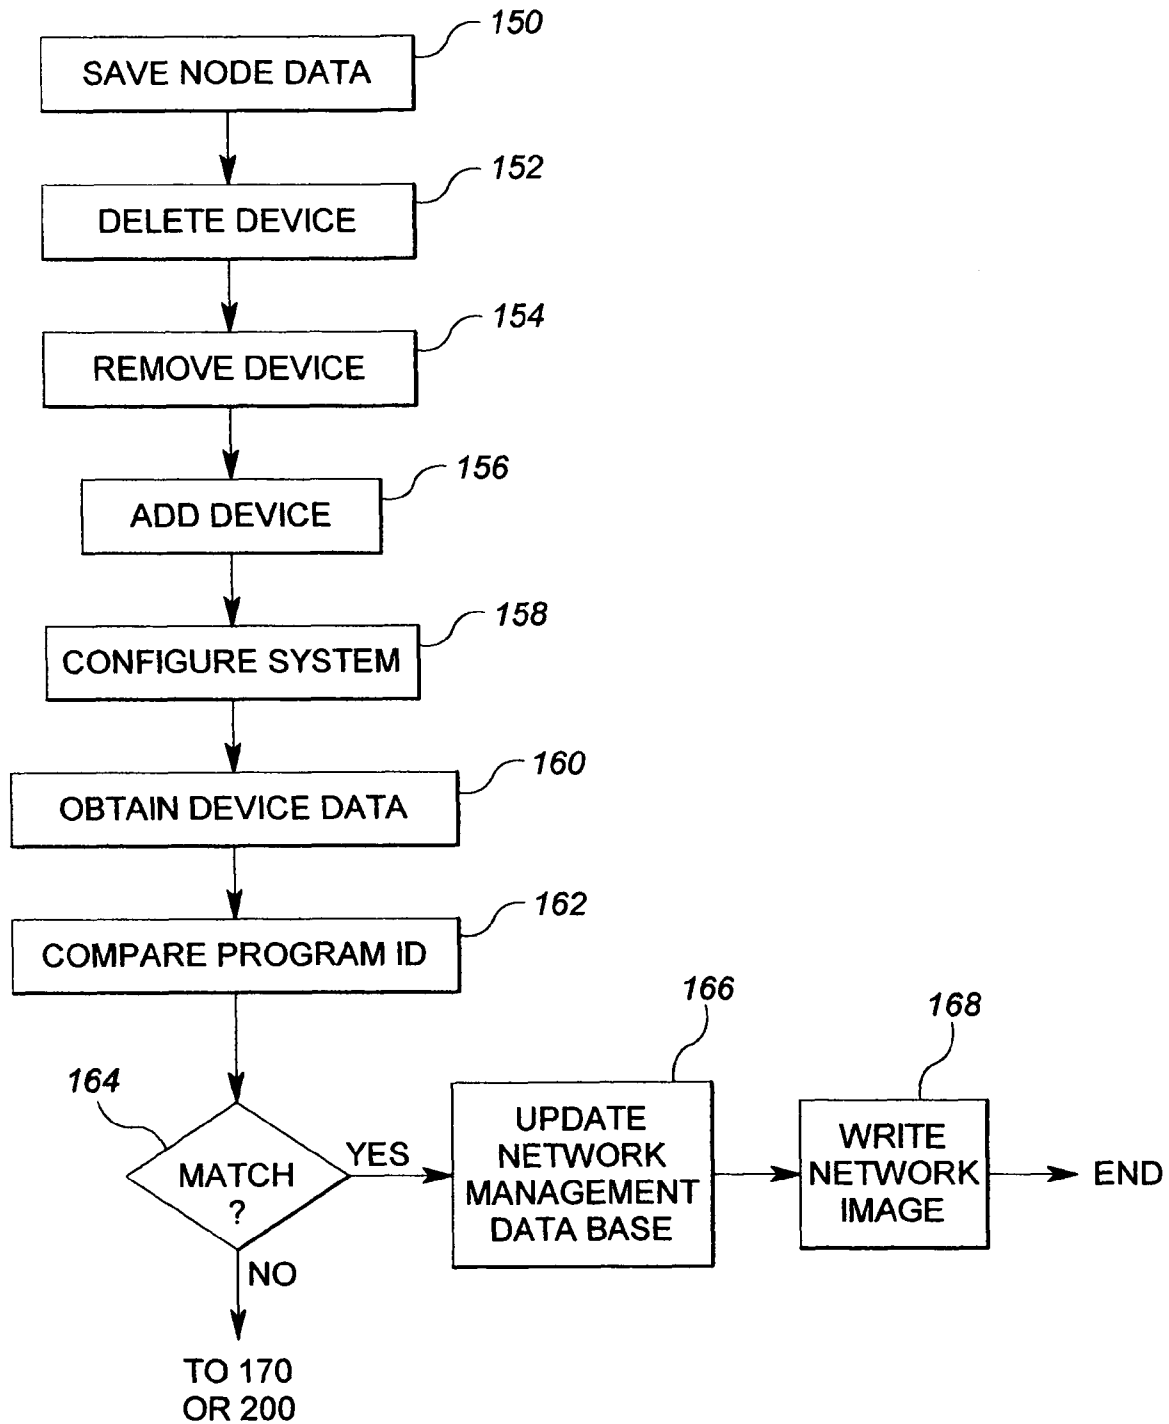 150
SAVE NODE DATA
152
DELETE DEVICE
154
REMOVE DEVICE
156
ADD DEVICE
158
CONFIGURE SYSTEM
160
OBTAIN DEVICE DATA
162
COMPARE PROGRAM ID
164
MATCH
?
YES
NO
TO 170
OR 200
166
UPDATE
NETWORK
MANAGEMENT
DATA BASE
168
WRITE
NETWORK
IMAGE
END